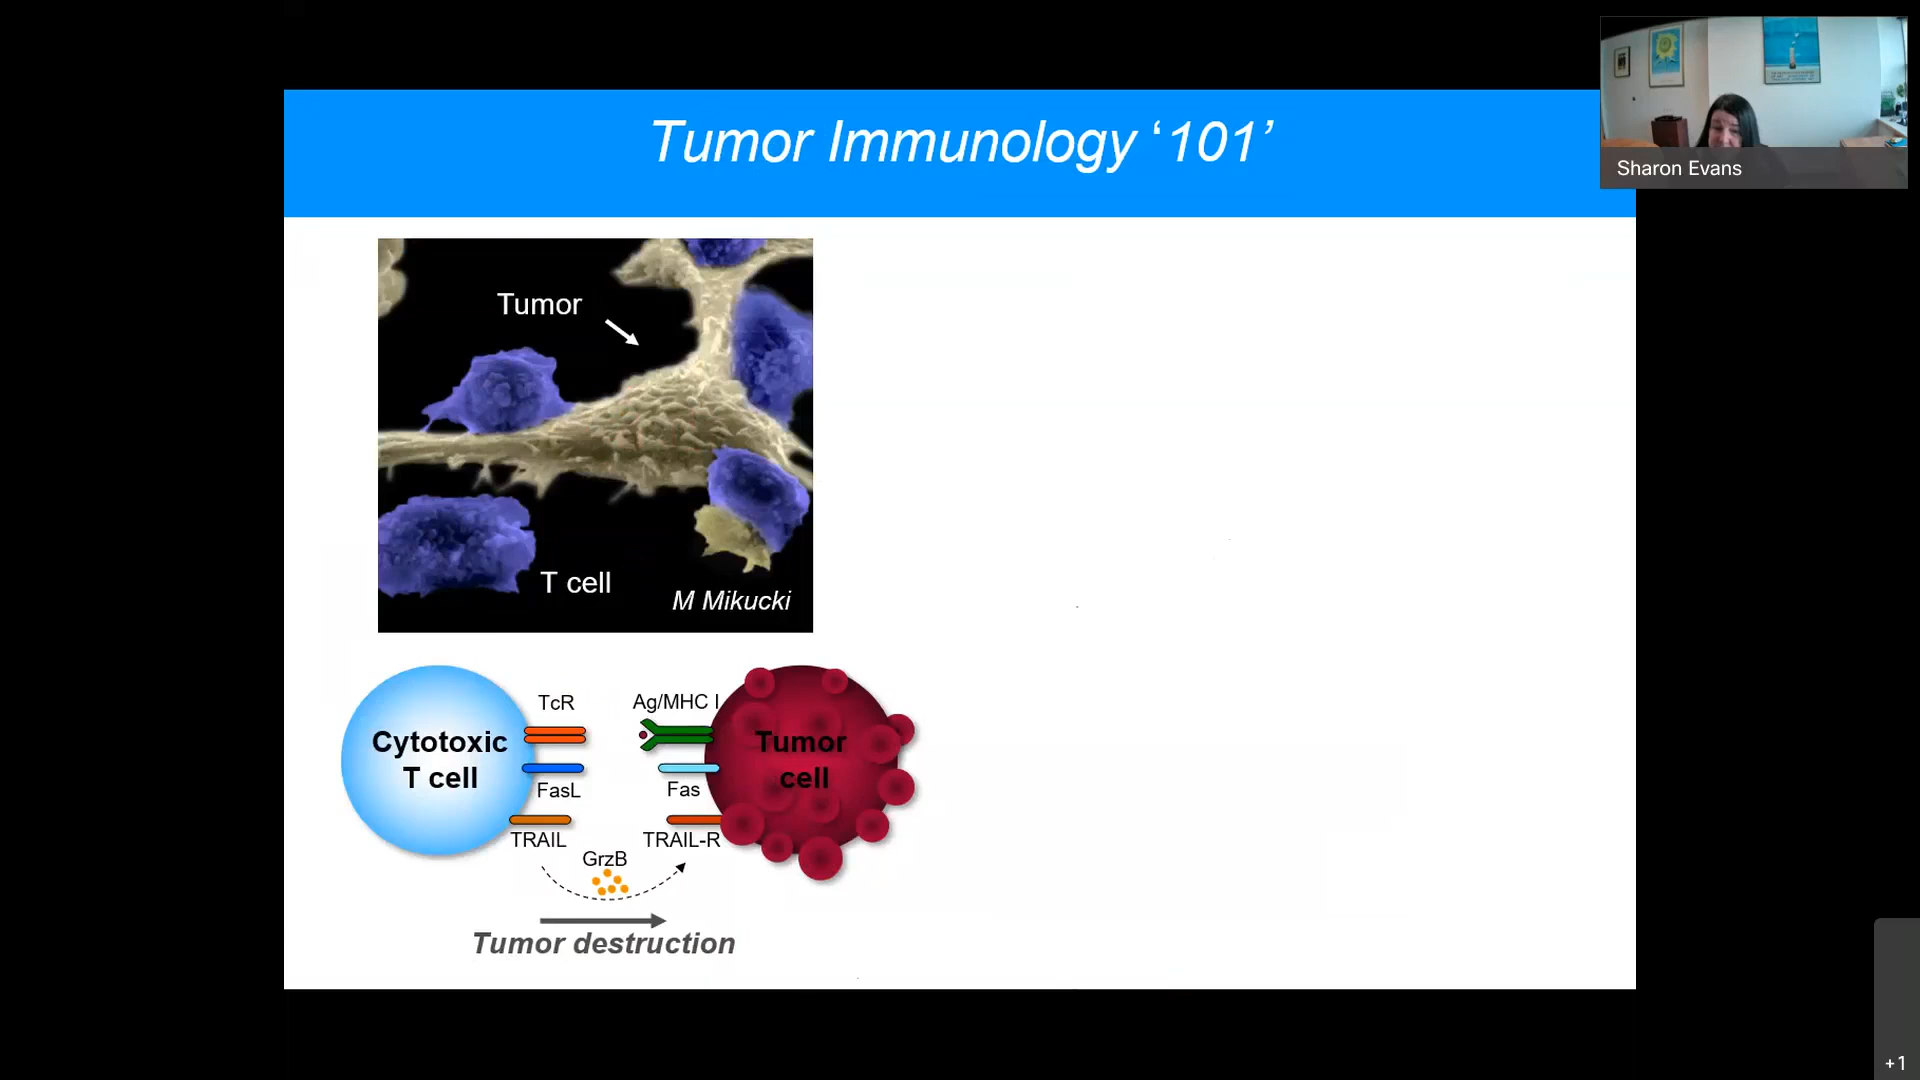 Tumor Immunology ‘101’
Sharon Evans
Tumor
T cell
M Mikucki
TcR
Ag/MHC I
Cytotoxic
T cell
Tumor
cell
FasL
Fas
TRAIL
TRAIL-R
GrzB
Tumor destruction
+1